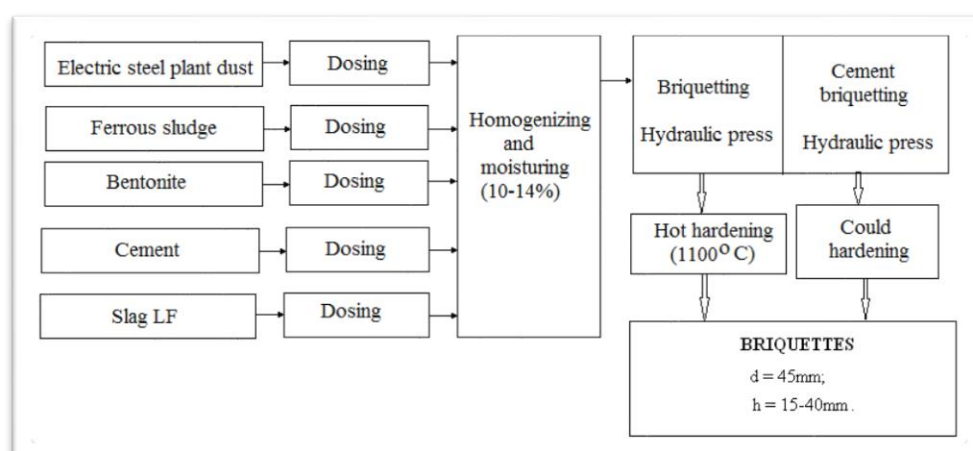 Electric steel plant dust
Dosing
Ferrous sludge
Dosing
Bentonite
Dosing
Cement
Dosing
Slag LF
Dosing
Homogenizing
and
moisturing
(10-14%)
Briquetting
Hydraulic press
Cement
briquetting
Hydraulic press
Hot hardening
(1100⁰ C)
Could
hardening
BRIQUETTES
d = 45mm;
h = 15-40mm.